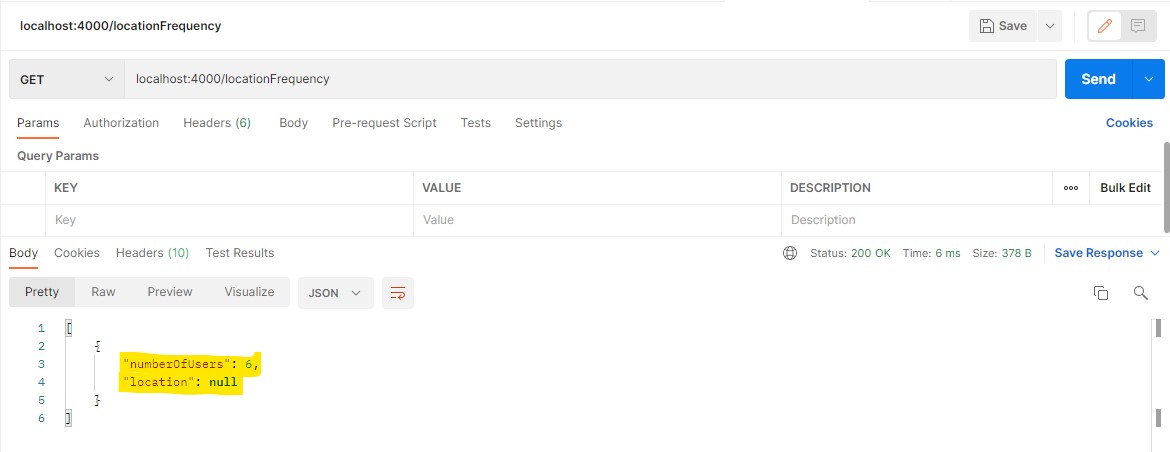 localhost:4000/locationFrequency
Save
GET localhost:4000/locationFrequency Send
Params Authorization Headers (6) Body Pre-request Script Tests Settings Cookies
Query Params
KEY VALUE DESCRIPTION ooo Bulk Edit
Key Value Description
Body Cookies Headers (10) Test Results Status: 200 OK Time: 6 ms Size: 378 B Save Response
Pretty Raw Preview Visualize JSON
1 [
2 {
3 "numberOfUsers": 6,
4 "location": null
5 }
6 ]